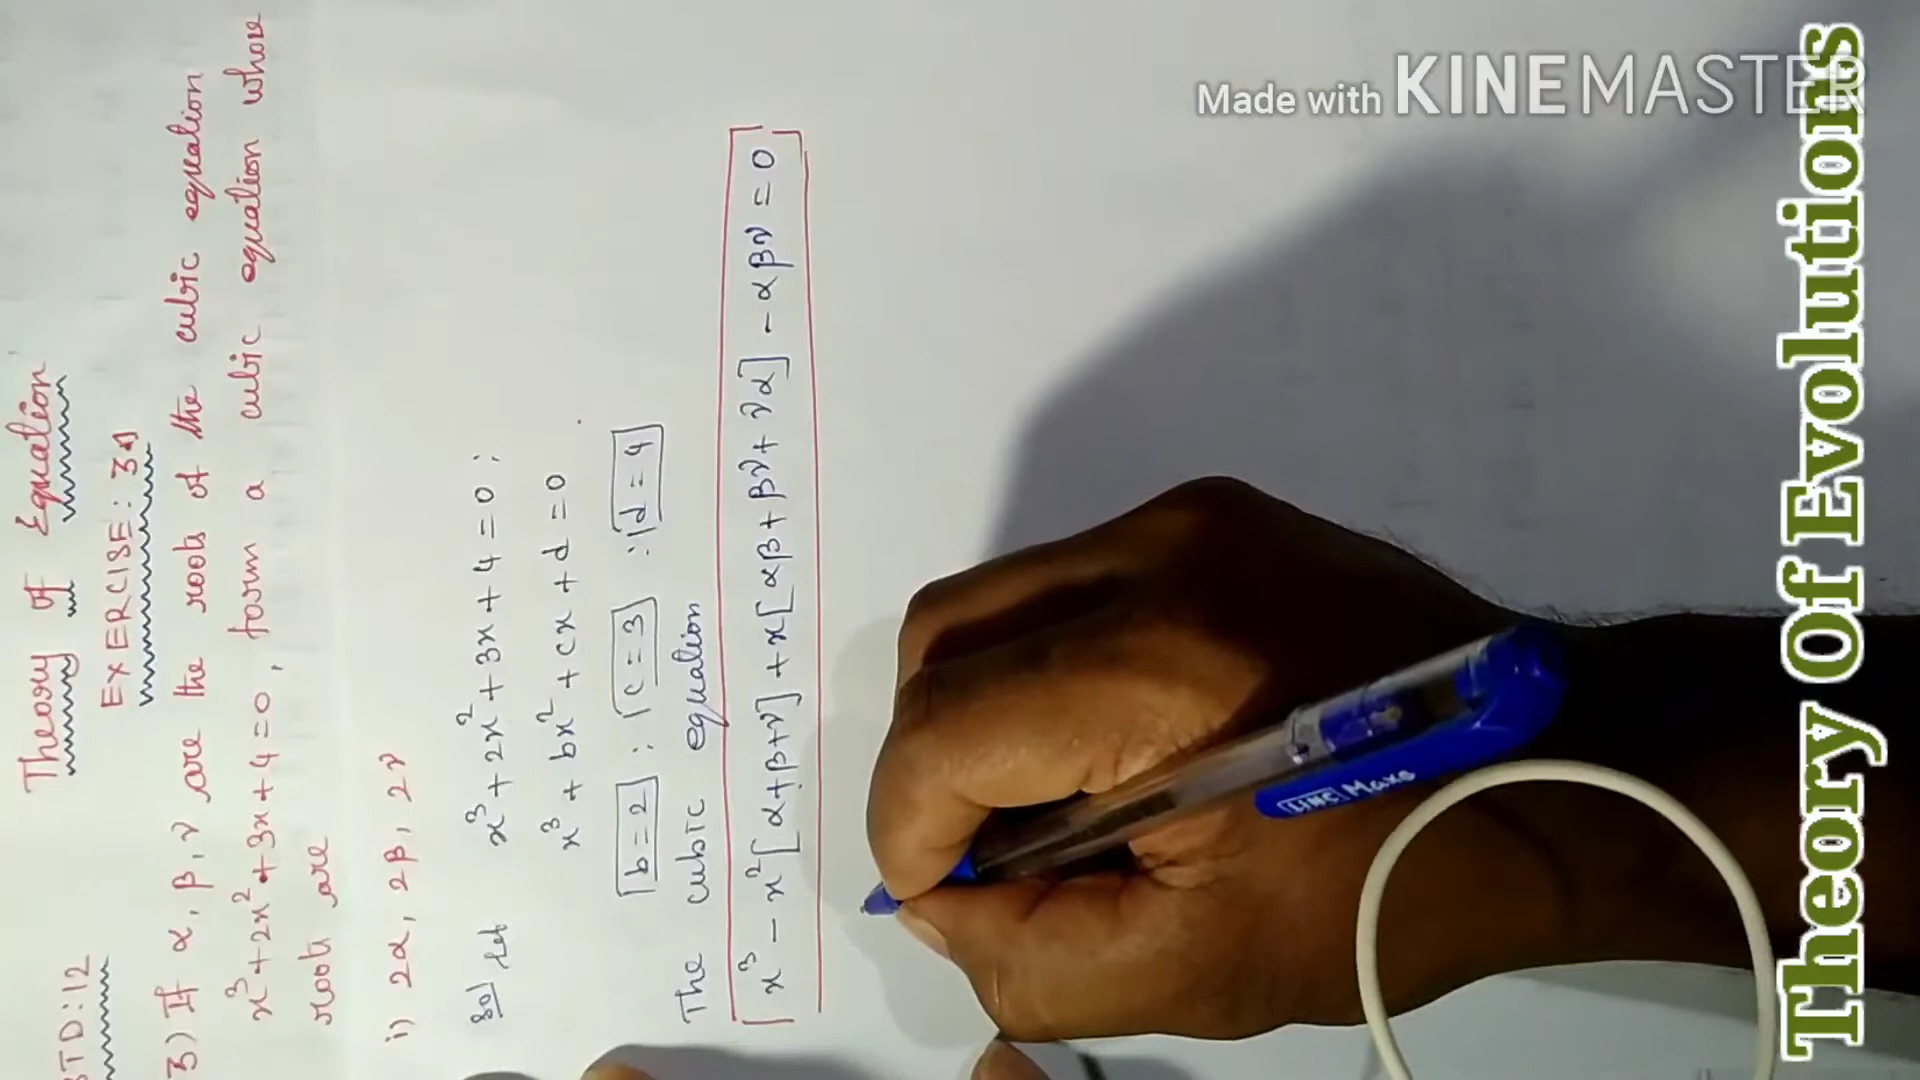 STD:12
Theory of Equation
EXERCISE: 3.1
3) If α, β, γ are the roots of the cubic equation
x³+2x²+3x+4=0, form a cubic equation whose
roots are
i) 2α, 2β, 2γ
Sol let x³+2x²+3x+4=0;
x³+bx²+cx+d=0
b=2 : c=3 : d=4
The cubic equation
x³-x²[α+β+γ]+x[αβ+βγ+γα]-αβγ=0
LINC Maxo
Made with KINEMASTER
Theory Of Evolutions